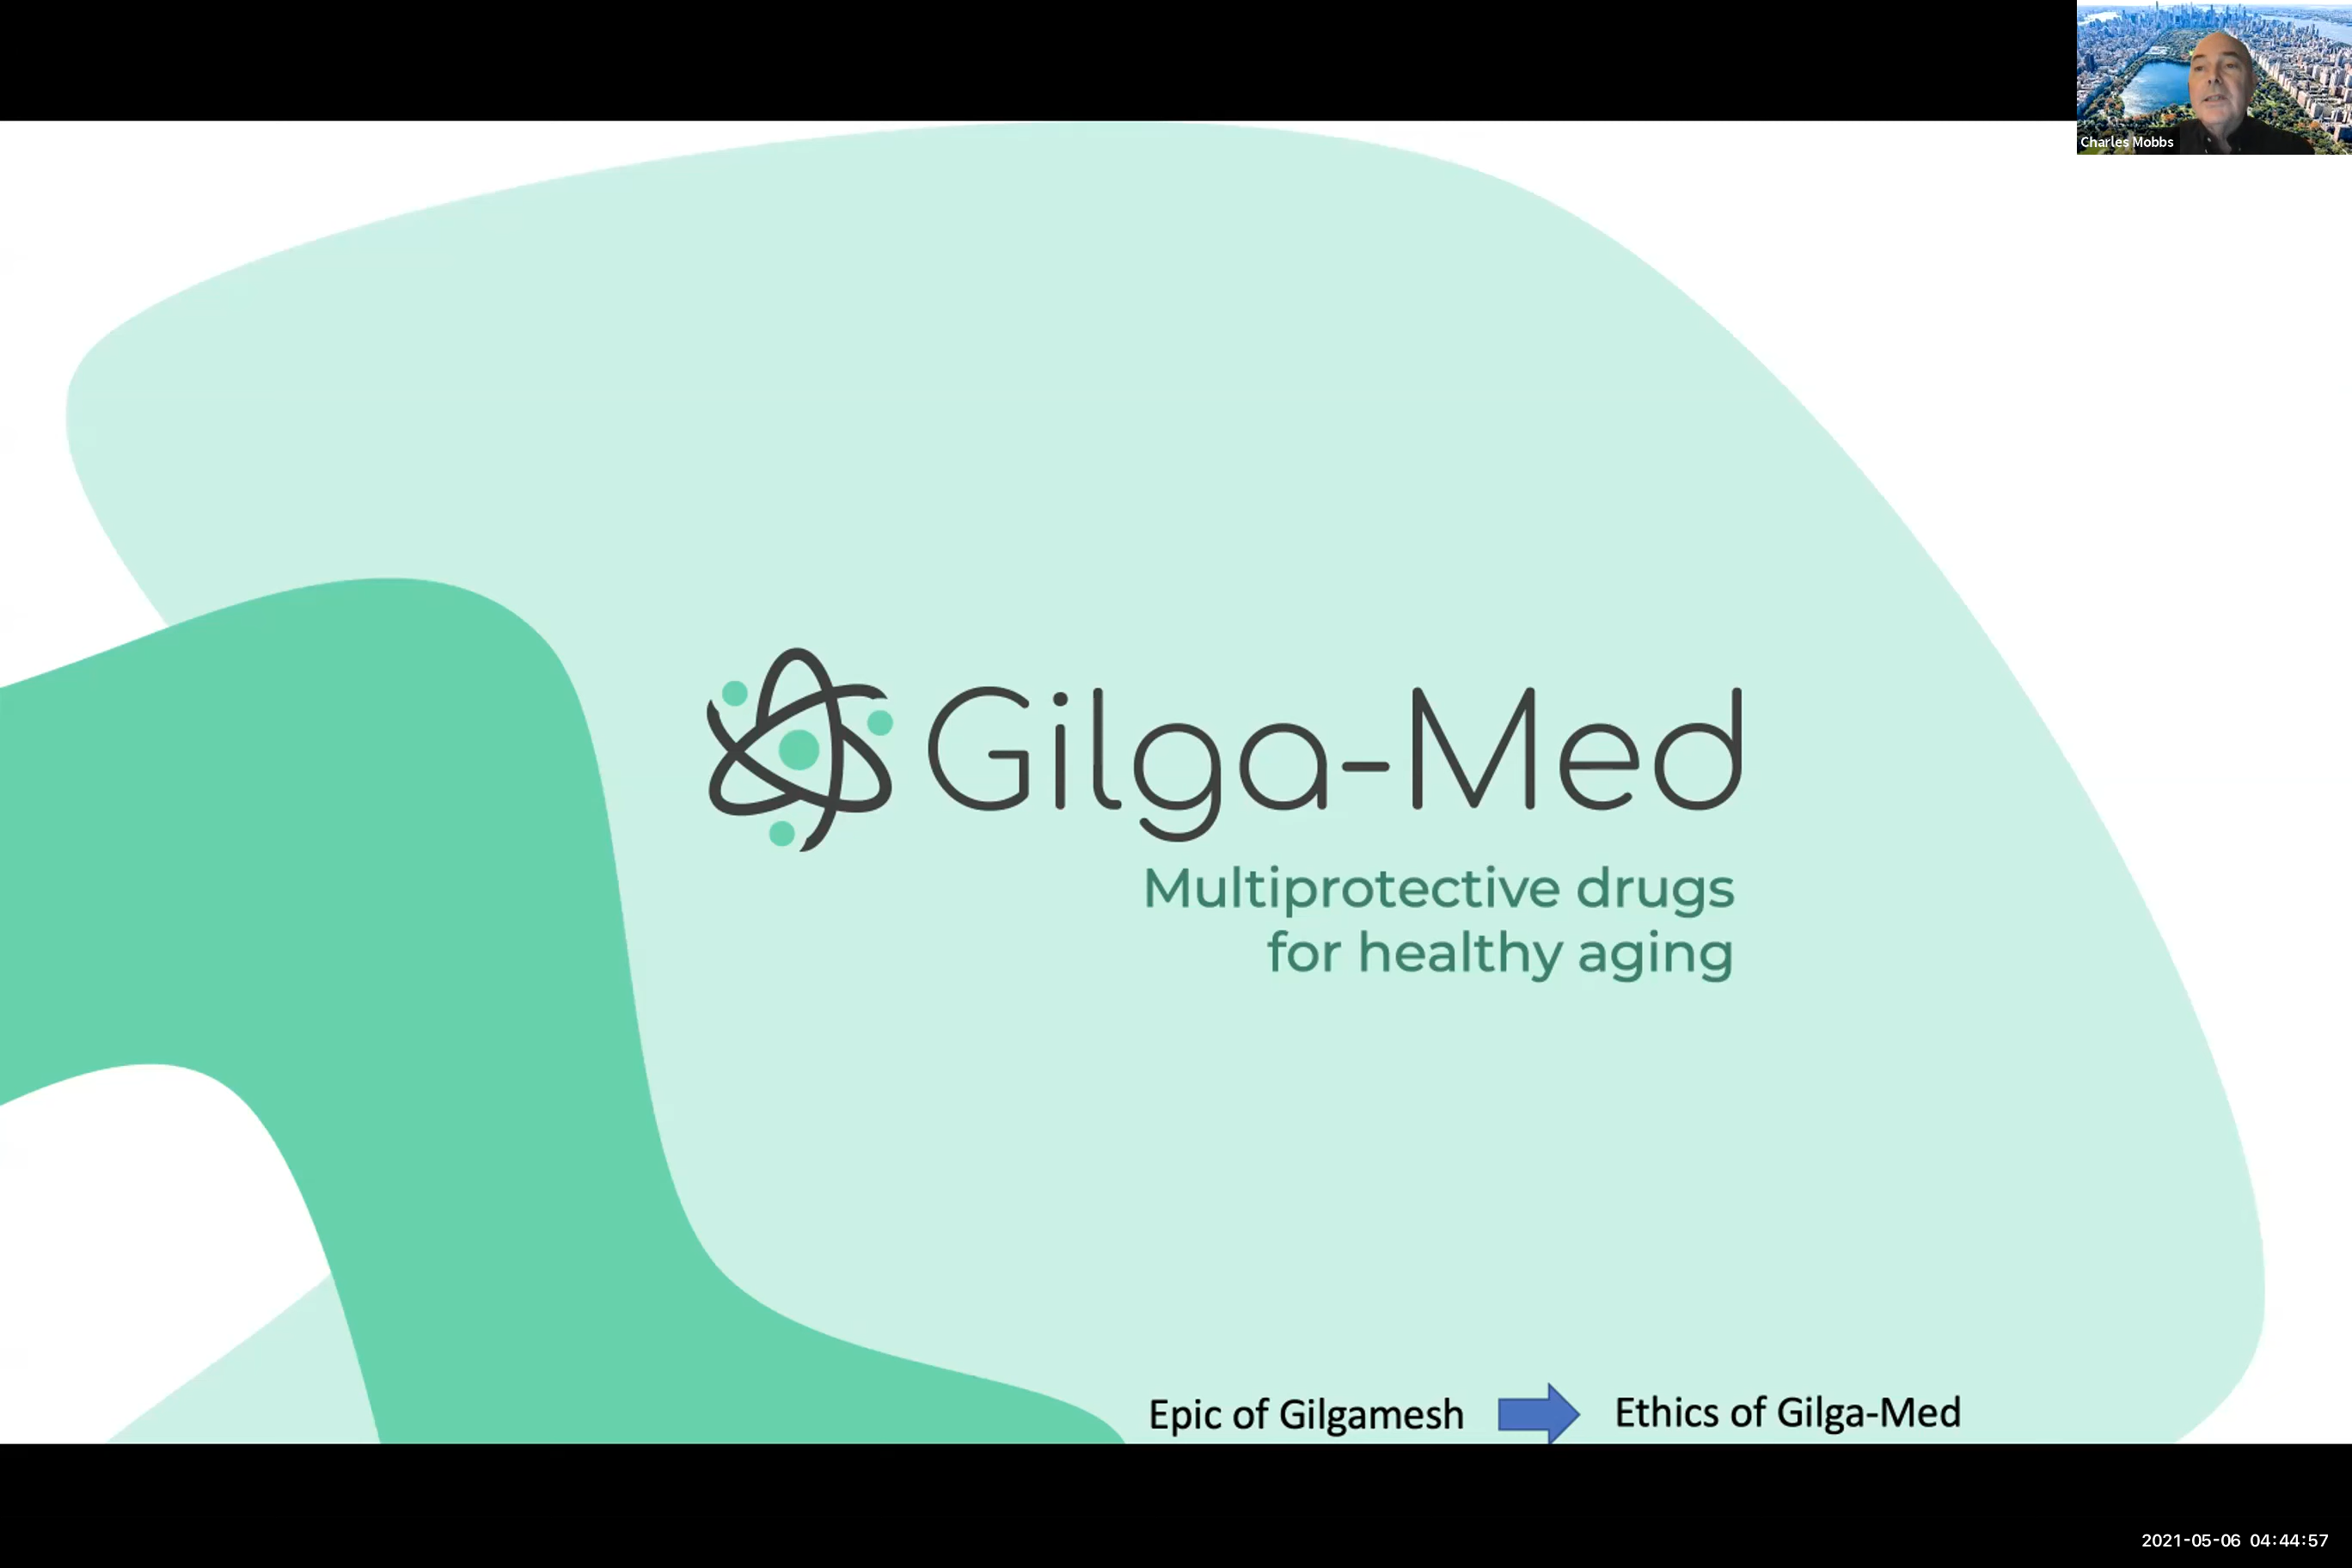 Charles Mobbs
Gilga-Med
Multiprotective drugs
for healthy aging
Epic of Gilgamesh Ethics of Gilga-Med
2021-05-06 04:44:57